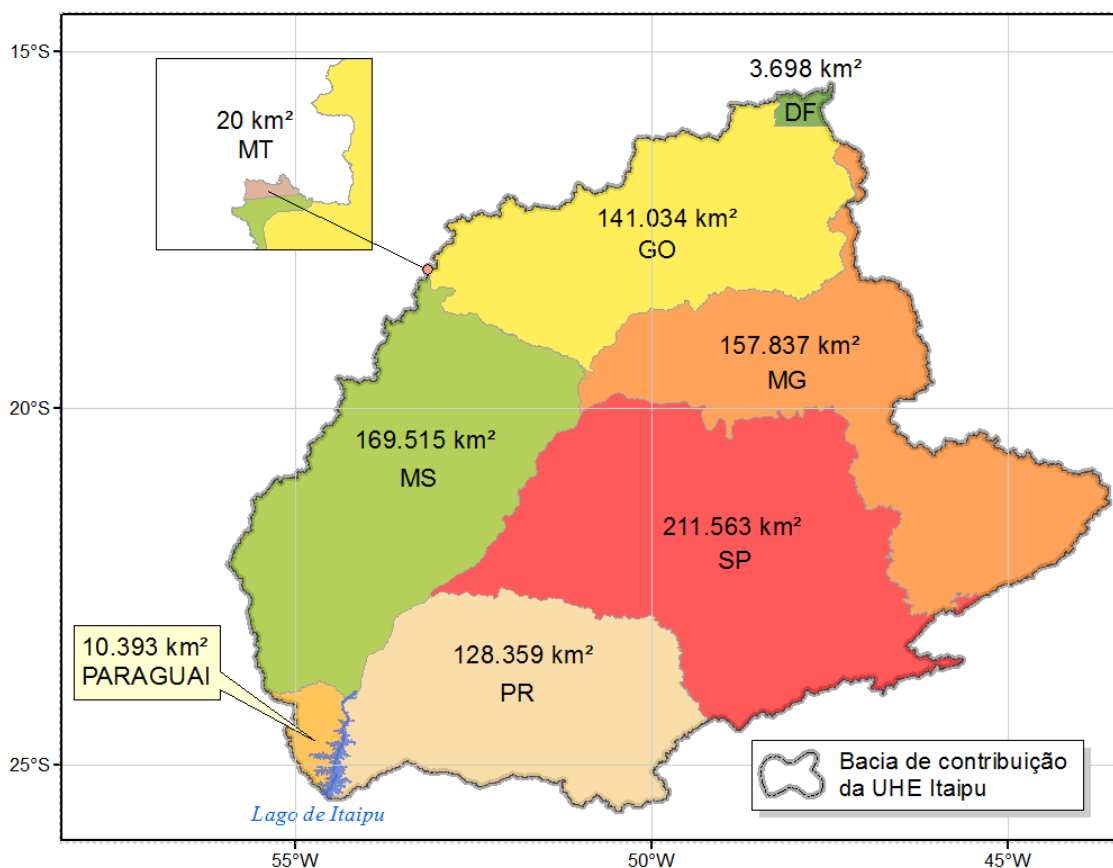 15°S
3.698 km²
DF
20 km²
MT
141.034 km²
GO
157.837 km²
MG
20°S
169.515 km²
MS
211.563 km²
SP
10.393 km²
PARAGUAI
128.359 km²
PR
25°S
Bacia de contribuição
da UHE Itaipu
Lago de Itaipu
55°W
50°W
45°W